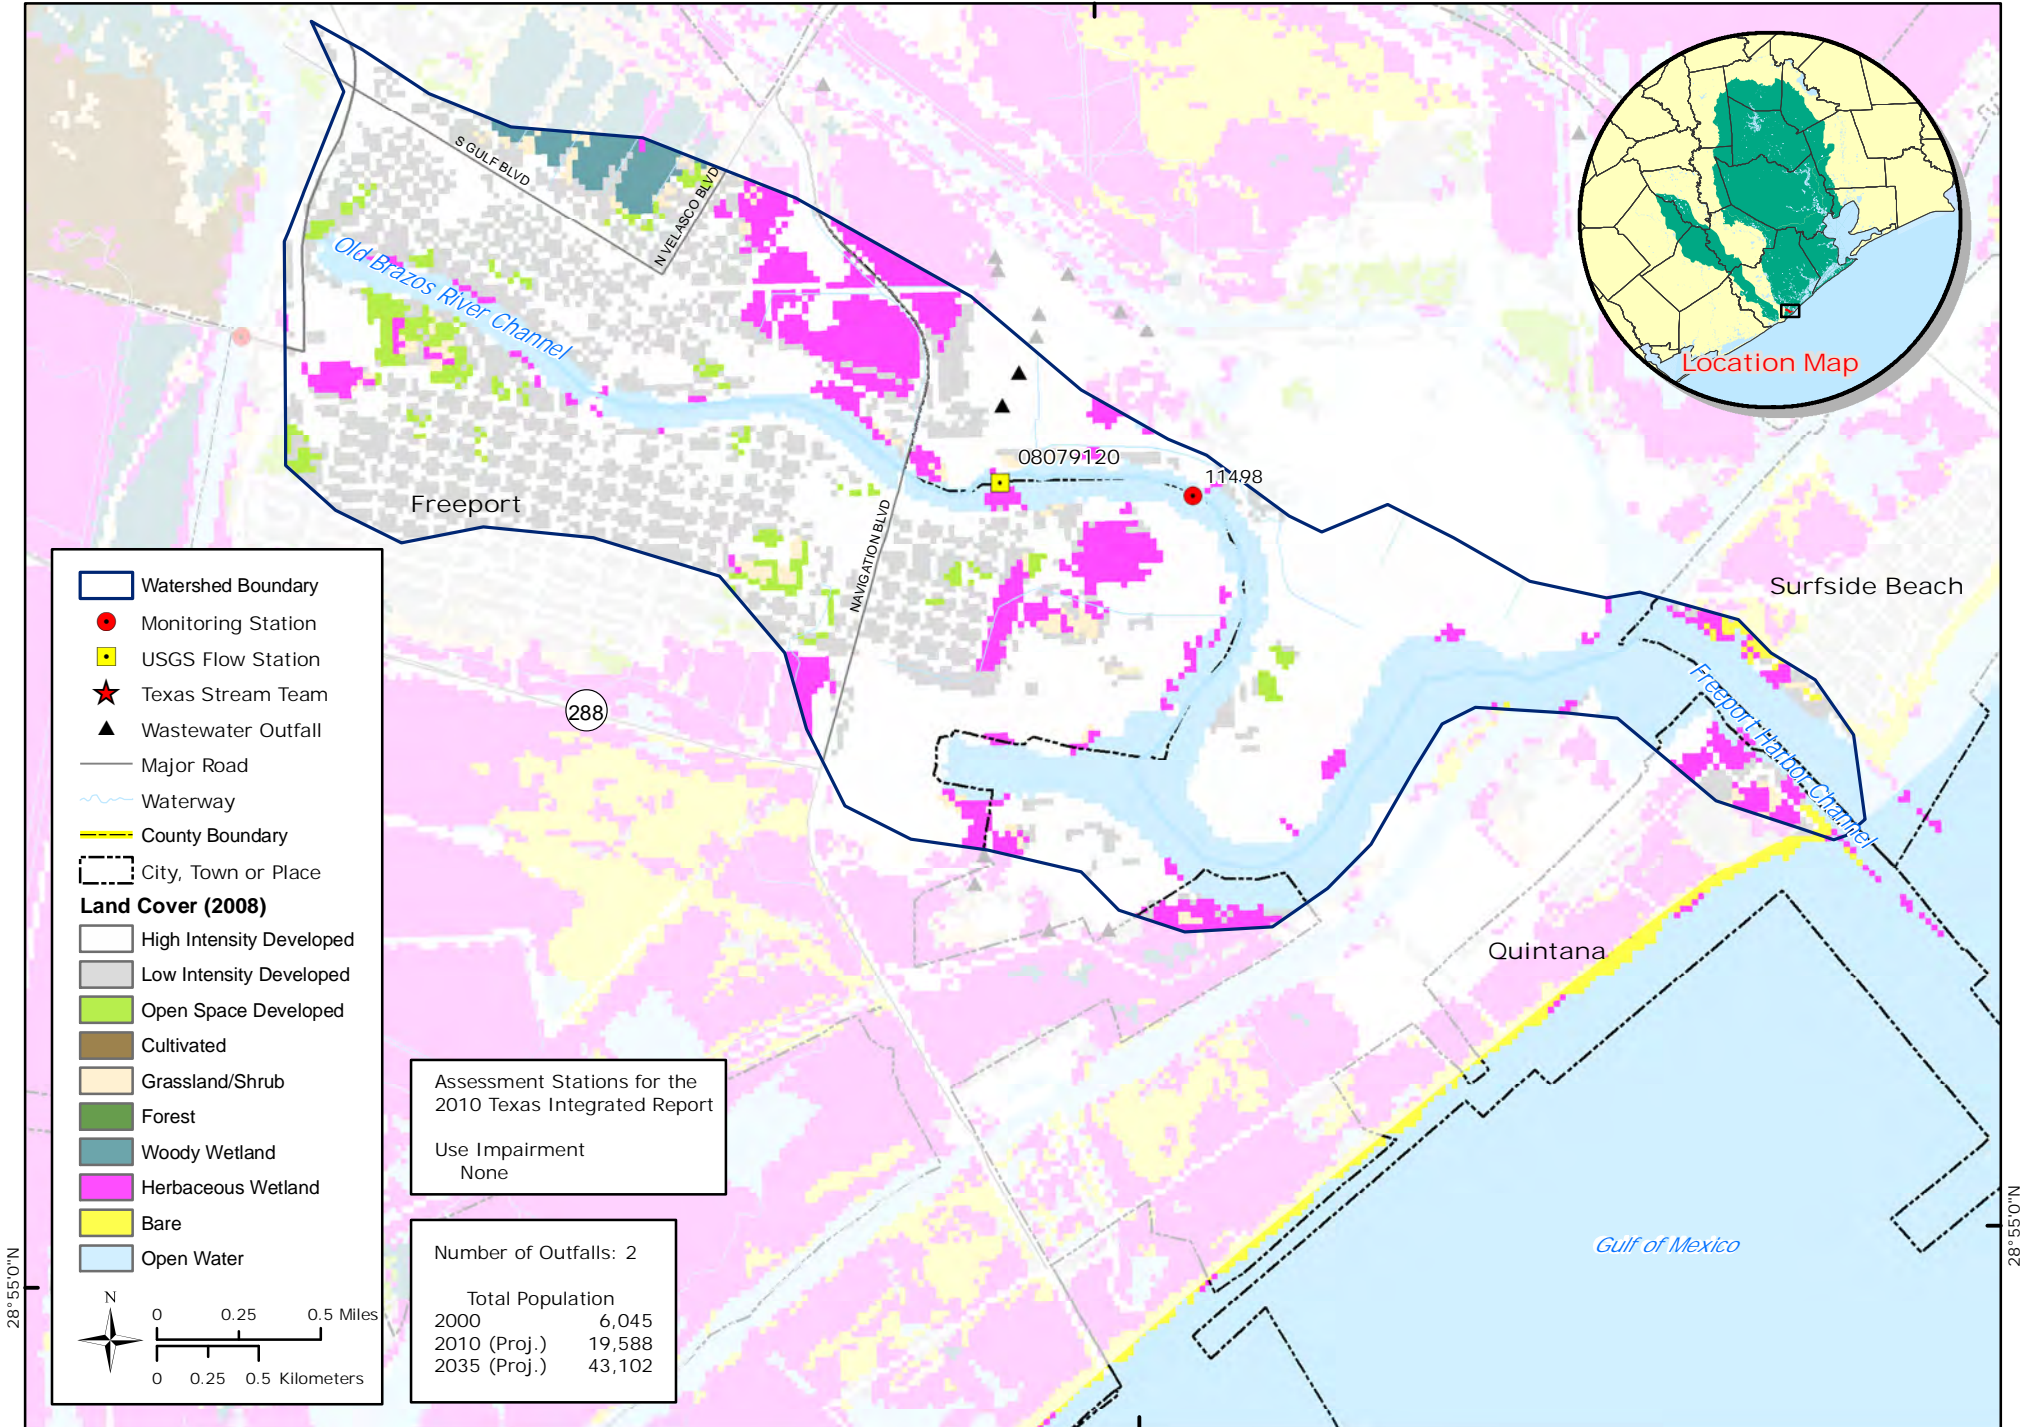 S GULF BLVD
N VELASCO BLVD
Old Brazos River Channel
Location Map
08079120
11498
Freeport
NAVIGATION BLVD
Surfside Beach
Freeport Harbor Channel
288
Quintana
Gulf of Mexico
28°55'0"N
28°55'0"N
Watershed Boundary
Monitoring Station
USGS Flow Station
Texas Stream Team
Wastewater Outfall
Major Road
Waterway
County Boundary
City, Town or Place
Land Cover (2008)
High Intensity Developed
Low Intensity Developed
Open Space Developed
Cultivated
Grassland/Shrub
Forest
Woody Wetland
Herbaceous Wetland
Bare
Open Water
N
0 0.25 0.5 Miles
0 0.25 0.5 Kilometers
Assessment Stations for the
2010 Texas Integrated Report
Use Impairment
None
Number of Outfalls: 2
Total Population
2000 6,045
2010 (Proj.) 19,588
2035 (Proj.) 43,102